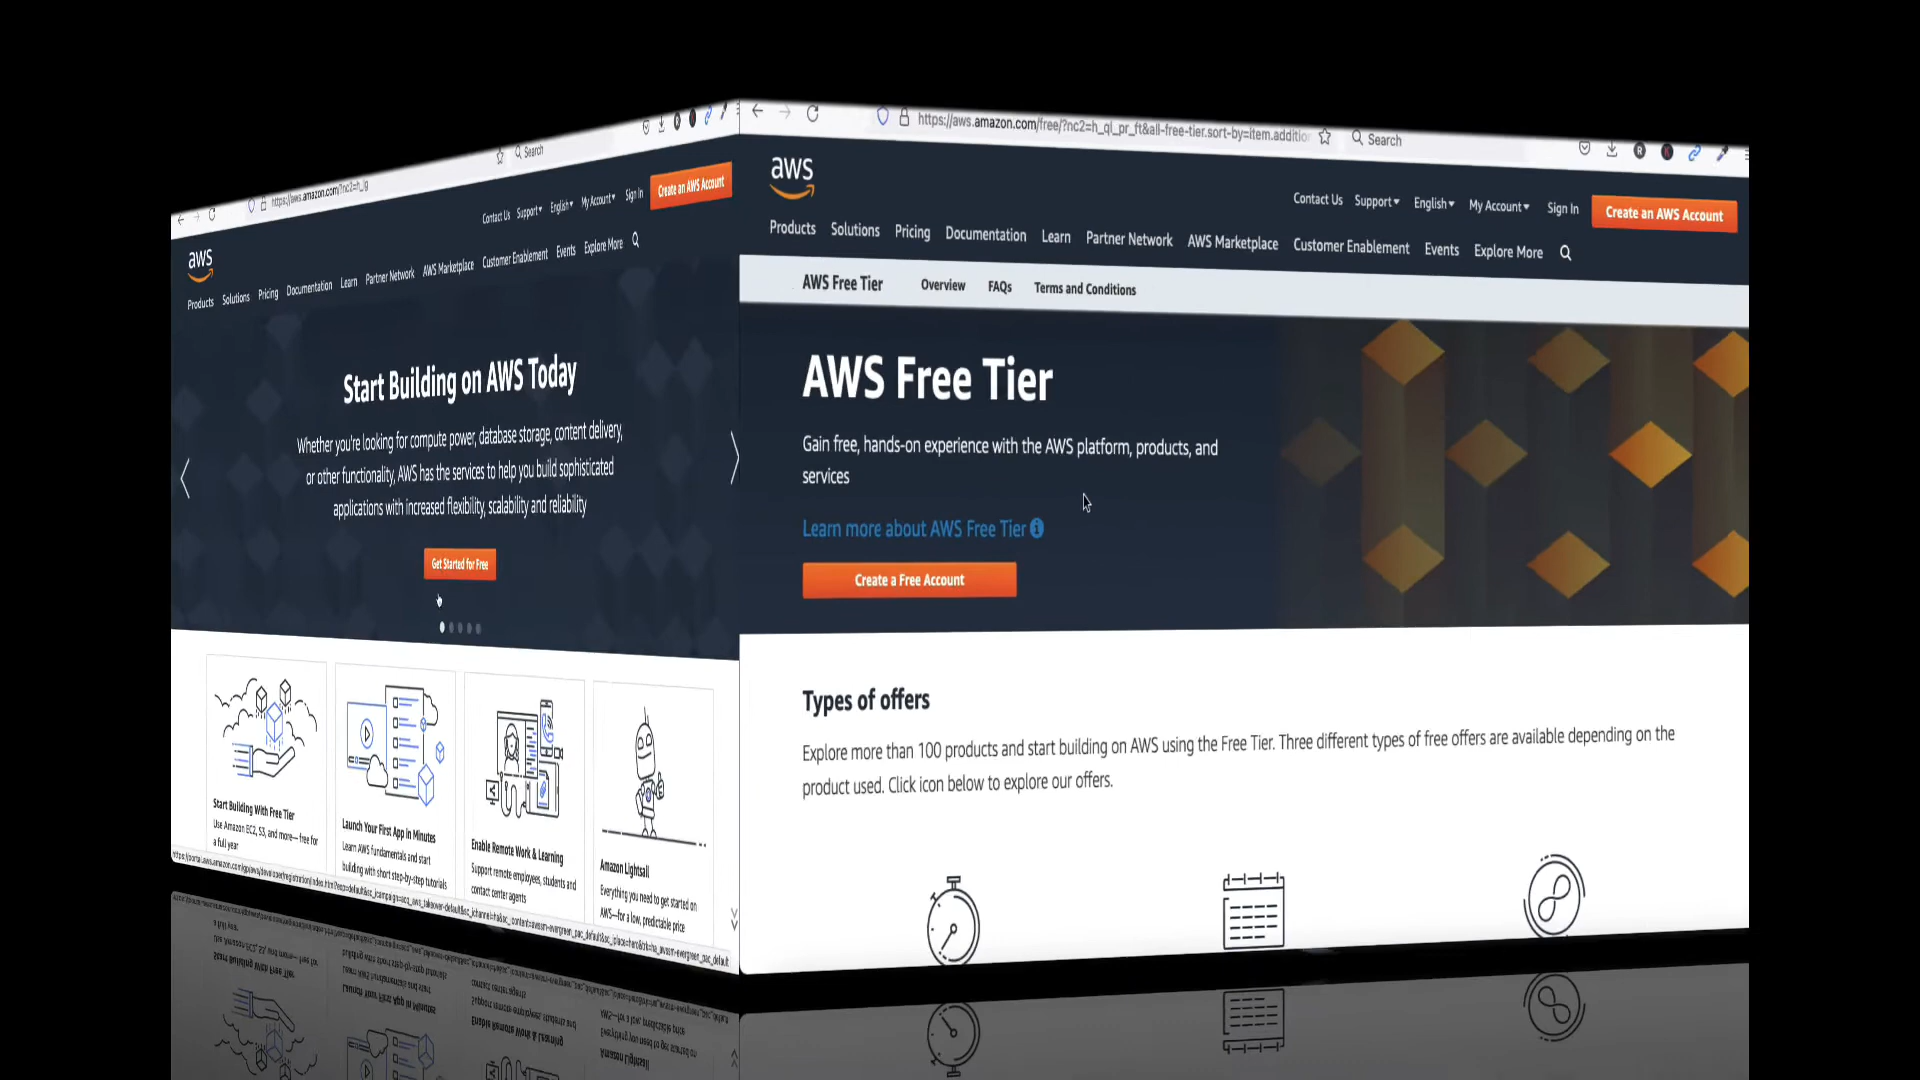 https://aws.amazon.com/?nc2=h_lg
Search
aws
Contact Us Support English My Account Sign In Create an AWS Account
Products Solutions Pricing Documentation Learn Partner Network AWS Marketplace Customer Enablement Events Explore More
Start Building on AWS Today
Whether you're looking for compute power, database storage, content delivery,
or other functionality, AWS has the services to help you build sophisticated
applications with increased flexibility, scalability and reliability
Get Started for Free
Start Building With Free Tier
Use Amazon EC2, S3, and more— free for
a full year
Launch Your First App in Minutes
Learn AWS fundamentals and start
building with short step-by-step tutorials
Enable Remote Work & Learning
Support remote employees, students and
contact center agents
Amazon Lightsail
Everything you need to get started on
AWS—for a low, predictable price
https://aws.amazon.com/free/?nc2=h_ql_pr_ft&all-free-tier.sort-by=item.additio
Search
aws
Contact Us Support English My Account Sign In Create an AWS Account
Products Solutions Pricing Documentation Learn Partner Network AWS Marketplace Customer Enablement Events Explore More
AWS Free Tier Overview FAQs Terms and Conditions
AWS Free Tier
Gain free, hands-on experience with the AWS platform, products, and
services
Learn more about AWS Free Tier
Create a Free Account
Types of offers
Explore more than 100 products and start building on AWS using the Free Tier. Three different types of free offers are available depending on the
product used. Click icon below to explore our offers.